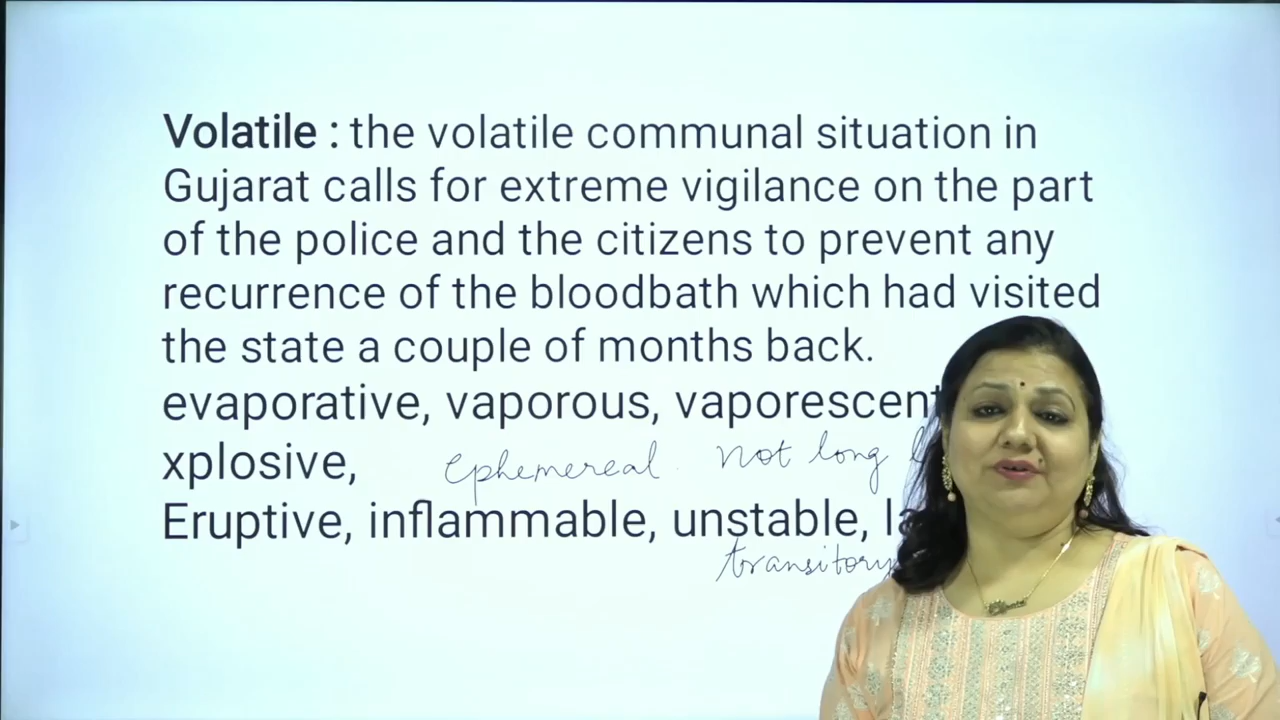 Volatile : the volatile communal situation in
Gujarat calls for extreme vigilance on the part
of the police and the citizens to prevent any
recurrence of the bloodbath which had visited
the state a couple of months back.
evaporative, vaporous, vaporescent
xplosive, ephemereal. not long
Eruptive, inflammable, unstable,
transitory